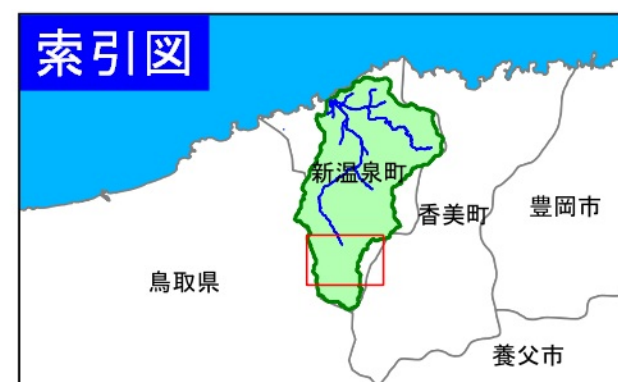 索引図
新温泉町
香美町
豊岡市
鳥取県
養父市